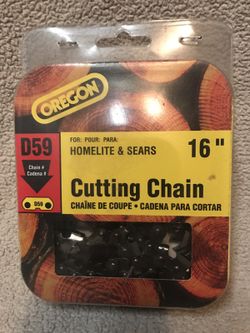 OREGON
D59
Chain #
Cadena #
D59
FOR: POUR: PARA:
HOMELITE & SEARS
16"
Cutting Chain
CHAÎNE DE COUPE • CADENA PARA CORTAR